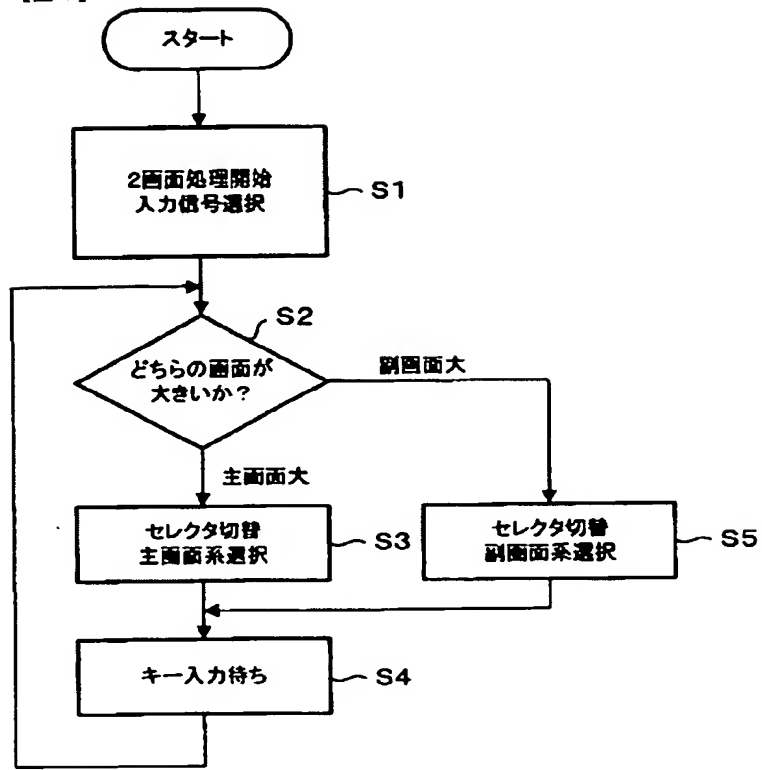 スタート
2画面処理開始
入力信号選択
S1
S2
どちらの画面が
大きいか?
副画面大
主画面大
セレクタ切替
主画面系選択
S3
セレクタ切替
副画面系選択
S5
キー入力待ち
S4